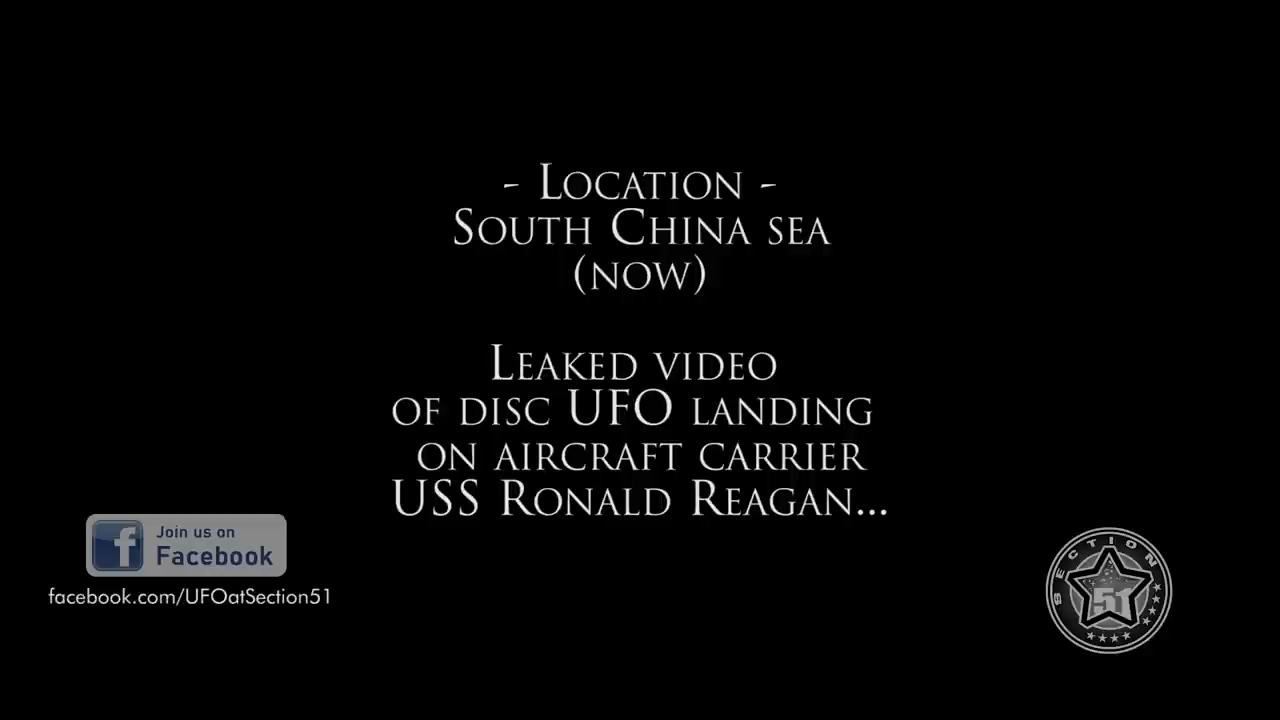 - Location -
South China sea
(now)
Leaked video
of disc UFO landing
on aircraft carrier
USS Ronald Reagan...
Join us on
Facebook
facebook.com/UFOatSection51
SECTION
51